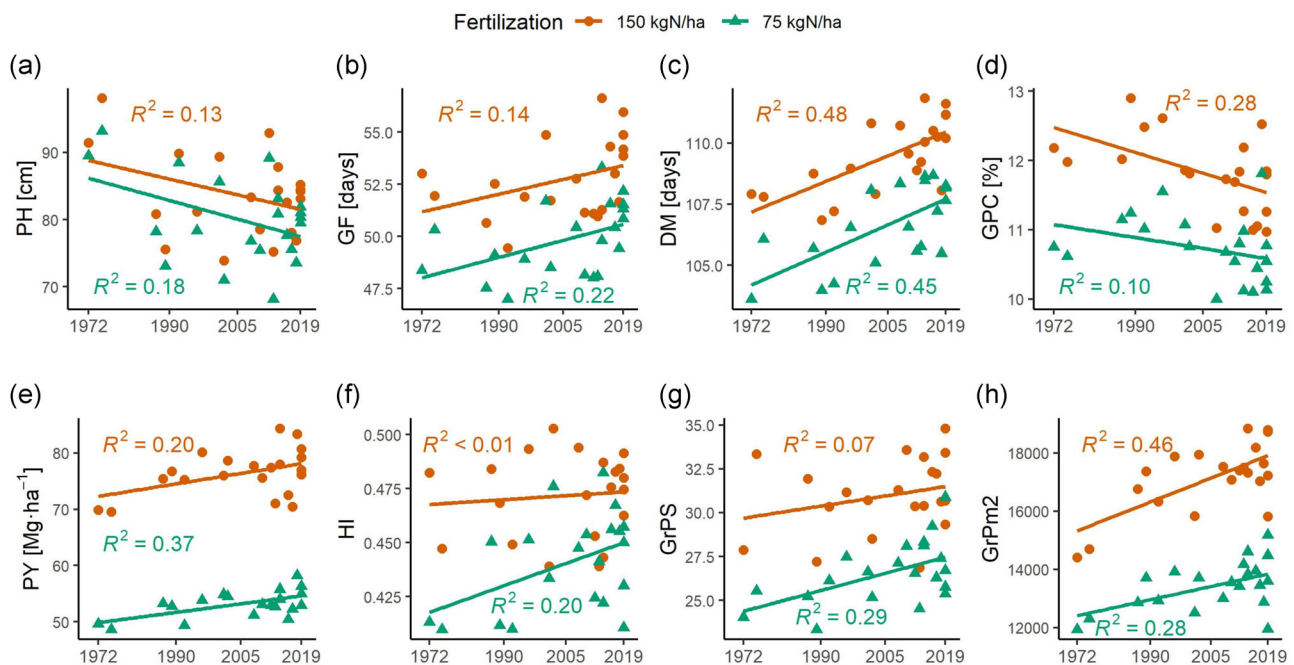 Fertilization 150 kgN/ha 75 kgN/ha
(a) (b) (c) (d)
PH [cm]
90
80
70
R² = 0.13
R² = 0.18
1972 1990 2005 2019
GF [days]
55.0
52.5
50.0
47.5
R² = 0.14
R² = 0.22
1972 1990 2005 2019
DM [days]
110.0
107.5
105.0
R² = 0.48
R² = 0.45
1972 1990 2005 2019
GPC [%]
13
12
11
10
R² = 0.28
R² = 0.10
1972 1990 2005 2019
(e) (f) (g) (h)
PY [Mg·ha⁻¹]
80
70
60
50
R² = 0.20
R² = 0.37
1972 1990 2005 2019
HI
0.500
0.475
0.450
0.425
R² < 0.01
R² = 0.20
1972 1990 2005 2019
GrPS
35.0
32.5
30.0
27.5
25.0
R² = 0.07
R² = 0.29
1972 1990 2005 2019
GrPm2
18000
16000
14000
12000
R² = 0.46
R² = 0.28
1972 1990 2005 2019